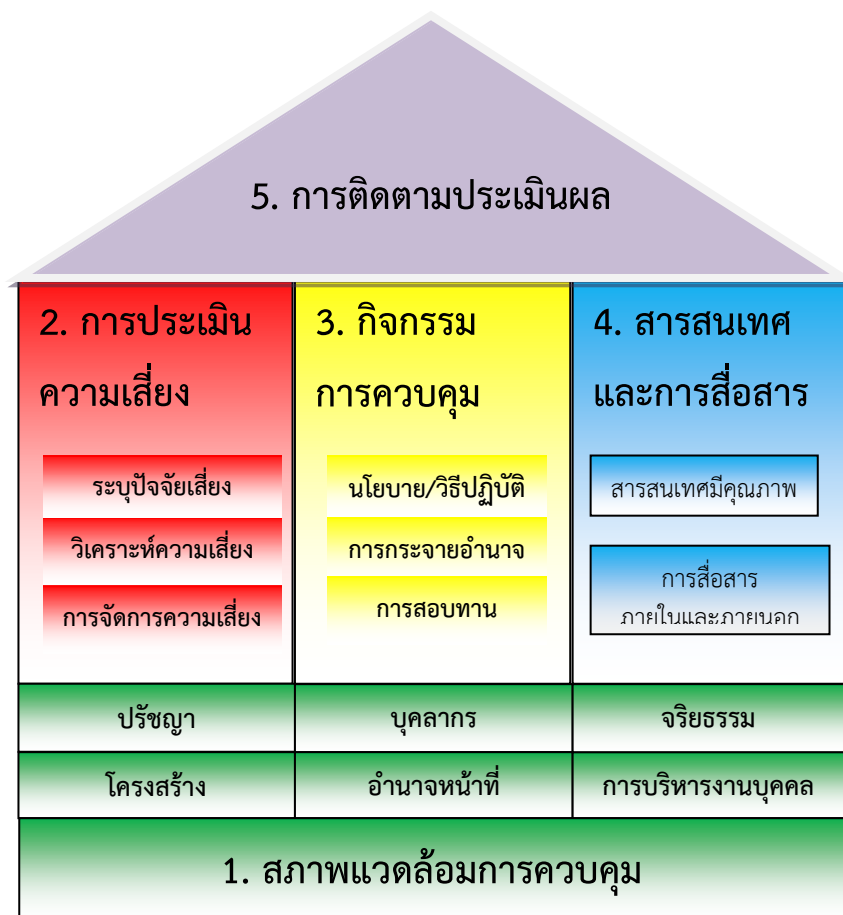 5. การติดตามประเมินผล
2. การประเมิน
ความเสี่ยง
ระบุปัจจัยเสี่ยง
วิเคราะห์ความเสี่ยง
การจัดการความเสี่ยง
3. กิจกรรม
การควบคุม
นโยบาย/วิธีปฏิบัติ
การกระจายอำนาจ
การสอบทาน
4. สารสนเทศ
และการสื่อสาร
สารสนเทศมีคุณภาพ
การสื่อสาร
ภายในและภายนอก
ปรัชญา
บุคลากร
จริยธรรม
โครงสร้าง
อำนาจหน้าที่
การบริหารงานบุคคล
1. สภาพแวดล้อมการควบคุม